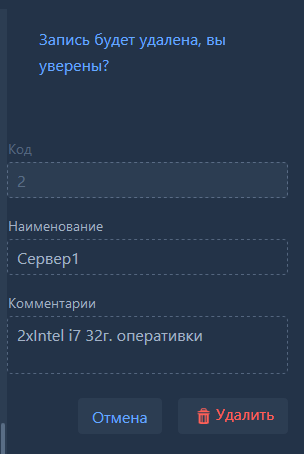 Запись будет удалена, вы
уверены?
Код
2
Наименование
Сервер1
Комментарии
2xIntel i7 32г. оперативки
Отмена
Удалить